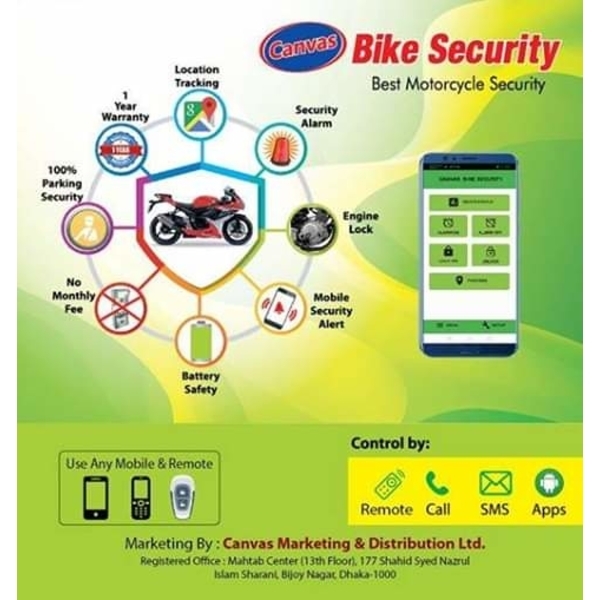 Canvas
Bike Security
Best Motorcycle Security
Location
Tracking
1
Year
Warranty
Security
Alarm
100%
Parking
Security
Engine
Lock
No
Monthly
Fee
Mobile
Security
Alert
Battery
Safety
CANVAS BIKE SECURITY
Use Any Mobile & Remote
Control by:
Remote
Call
SMS
Apps
Marketing By : Canvas Marketing & Distribution Ltd.
Registered Office : Mahtab Center (13th Floor), 177 Shahid Syed Nazrul
Islam Sharani, Bijoy Nagar, Dhaka-1000